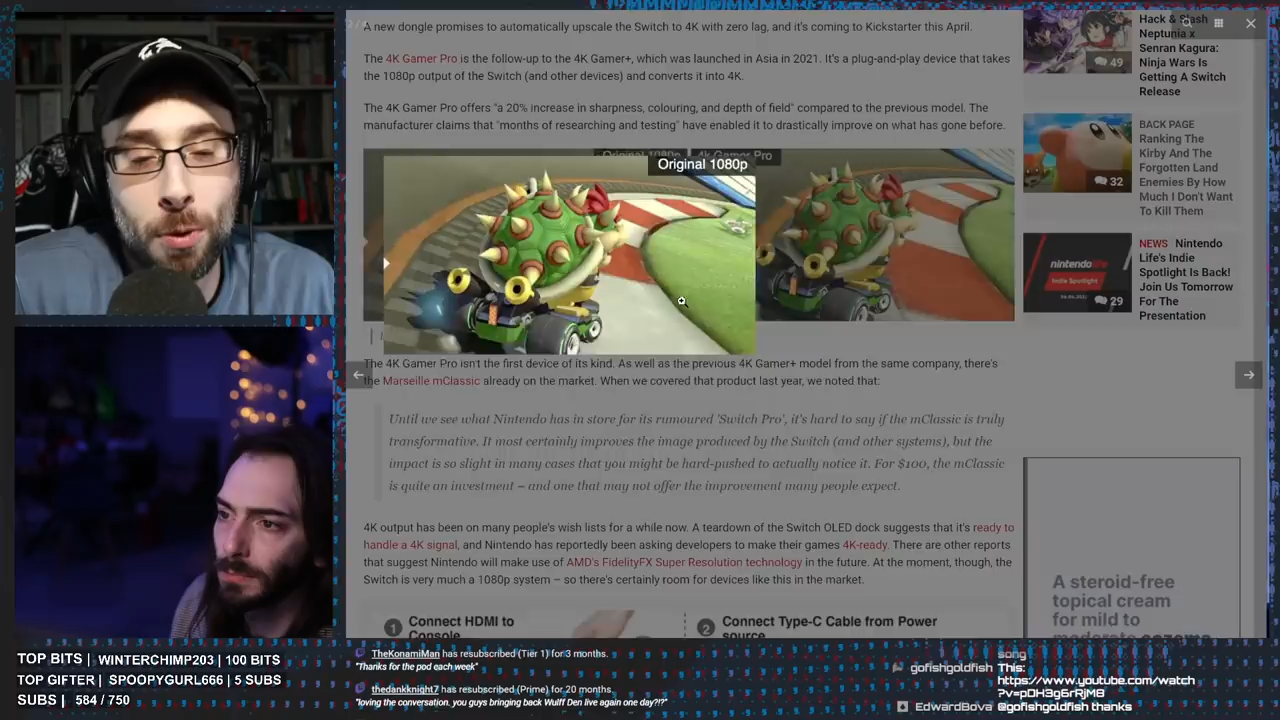 A new dongle promises to automatically upscale the Switch to 4K with zero lag, and it's coming to Kickstarter this April.
The 4K Gamer Pro is the follow-up to the 4K Gamer+, which was launched in Asia in 2021. It's a plug-and-play device that takes
the 1080p output of the Switch (and other devices) and converts it into 4K.
The 4K Gamer Pro offers "a 20% increase in sharpness, colouring, and depth of field" compared to the previous model. The
manufacturer claims that "months of researching and testing" have enabled it to drastically improve on what has gone before.
Original 1080p 4k Gamer Pro
Original 1080p
The 4K Gamer Pro isn't the first device of its kind. As well as the previous 4K Gamer+ model from the same company, there's
the Marseille mClassic already on the market. When we covered that product last year, we noted that:
Until we see what Nintendo has in store for its rumoured 'Switch Pro', it's hard to say if the mClassic is truly
transformative. It most certainly improves the image produced by the Switch (and other systems), but the
impact is so slight in many cases that you might be hard-pushed to actually notice it. For $100, the mClassic
is quite an investment – and one that may not offer the improvement many people expect.
4K output has been on many people's wish lists for a while now. A teardown of the Switch OLED dock suggests that it's ready to
handle a 4K signal, and Nintendo has reportedly been asking developers to make their games 4K-ready. There are other reports
that suggest Nintendo will make use of AMD's FidelityFX Super Resolution technology in the future. At the moment, though, the
Switch is very much a 1080p system – so there's certainly room for devices like this in the market.
1 Connect HDMI to
Console
2 Connect Type-C Cable from Power
source
Hack & Slash
Neptunia x
Senran Kagura:
Ninja Wars Is
Getting A Switch
Release
49
BACK PAGE
Ranking The
Kirby And The
Forgotten Land
Enemies By How
Much I Don't Want
To Kill Them
32
NEWS Nintendo
Life's Indie
Spotlight Is Back!
Join Us Tomorrow
For The
Presentation
nintendo life
Indie Spotlight
29
A steroid-free
topical cream
for mild to
moderate eczema
TOP BITS | WINTERCHIMP203 | 100 BITS
TOP GIFTER | SPOOPYGURL666 | 5 SUBS
SUBS | 584 / 750
TheKonamiMan has resubscribed (Tier 1) for 3 months.
"Thanks for the pod each week"
thedankknight7 has resubscribed (Prime) for 20 months.
"loving the conversation. you guys bringing back Wulff Den live again one day?!?"
song
gofishgoldfish This:
https://www.youtube.com/watch
?v=pDH3g6rRjM8
EdwardBova @gofishgoldfish thanks